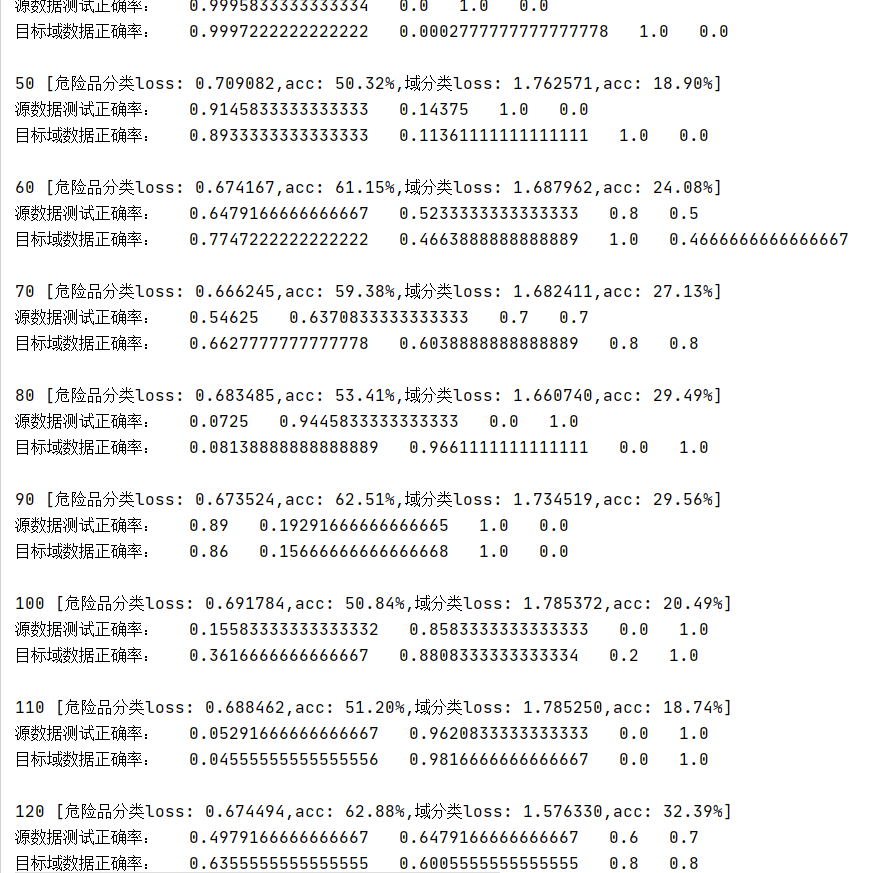 源数据测试正确率： 0.9995833333333334 0.0 1.0 0.0
目标域数据正确率： 0.9997222222222222 0.0002777777777777778 1.0 0.0
50 [危险品分类loss: 0.709082,acc: 50.32%,域分类loss: 1.762571,acc: 18.90%]
源数据测试正确率： 0.9145833333333333 0.14375 1.0 0.0
目标域数据正确率： 0.8933333333333333 0.11361111111111111 1.0 0.0
60 [危险品分类loss: 0.674167,acc: 61.15%,域分类loss: 1.687962,acc: 24.08%]
源数据测试正确率： 0.6479166666666667 0.5233333333333333 0.8 0.5
目标域数据正确率： 0.7747222222222222 0.4663888888888889 1.0 0.4666666666666667
70 [危险品分类loss: 0.666245,acc: 59.38%,域分类loss: 1.682411,acc: 27.13%]
源数据测试正确率： 0.54625 0.6370833333333333 0.7 0.7
目标域数据正确率： 0.6627777777777778 0.6038888888888889 0.8 0.8
80 [危险品分类loss: 0.683485,acc: 53.41%,域分类loss: 1.660740,acc: 29.49%]
源数据测试正确率： 0.0725 0.9445833333333333 0.0 1.0
目标域数据正确率： 0.08138888888888889 0.9661111111111111 0.0 1.0
90 [危险品分类loss: 0.673524,acc: 62.51%,域分类loss: 1.734519,acc: 29.56%]
源数据测试正确率： 0.89 0.19291666666666665 1.0 0.0
目标域数据正确率： 0.86 0.15666666666666668 1.0 0.0
100 [危险品分类loss: 0.691784,acc: 50.84%,域分类loss: 1.785372,acc: 20.49%]
源数据测试正确率： 0.15583333333333332 0.8583333333333333 0.0 1.0
目标域数据正确率： 0.3616666666666667 0.8808333333333334 0.2 1.0
110 [危险品分类loss: 0.688462,acc: 51.20%,域分类loss: 1.785250,acc: 18.74%]
源数据测试正确率： 0.05291666666666667 0.9620833333333333 0.0 1.0
目标域数据正确率： 0.04555555555555556 0.9816666666666667 0.0 1.0
120 [危险品分类loss: 0.674494,acc: 62.88%,域分类loss: 1.576330,acc: 32.39%]
源数据测试正确率： 0.4979166666666667 0.6479166666666667 0.6 0.7
目标域数据正确率： 0.6355555555555555 0.6005555555555555 0.8 0.8